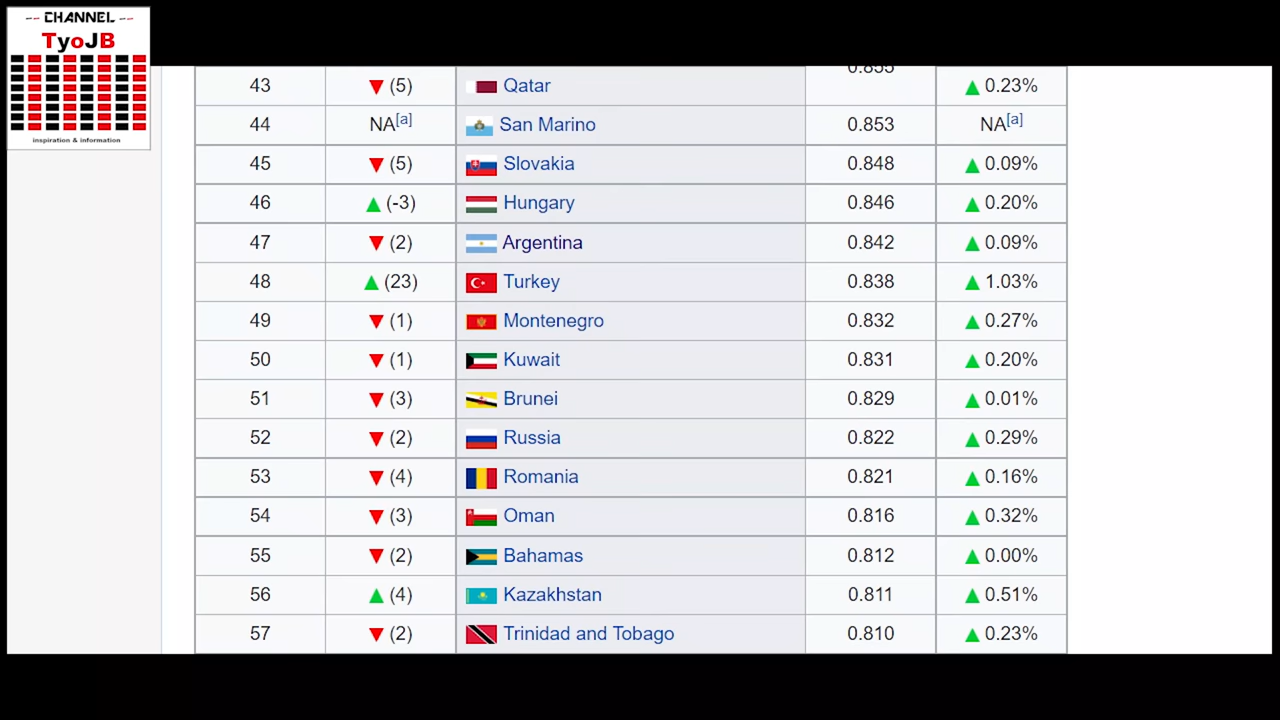 -- CHANNEL --
TyoJB
inspiration & information
0.855
43 ▼ (5) Qatar ▲ 0.23%
44 NA[a] San Marino 0.853 NA[a]
45 ▼ (5) Slovakia 0.848 ▲ 0.09%
46 ▲ (-3) Hungary 0.846 ▲ 0.20%
47 ▼ (2) Argentina 0.842 ▲ 0.09%
48 ▲ (23) Turkey 0.838 ▲ 1.03%
49 ▼ (1) Montenegro 0.832 ▲ 0.27%
50 ▼ (1) Kuwait 0.831 ▲ 0.20%
51 ▼ (3) Brunei 0.829 ▲ 0.01%
52 ▼ (2) Russia 0.822 ▲ 0.29%
53 ▼ (4) Romania 0.821 ▲ 0.16%
54 ▼ (3) Oman 0.816 ▲ 0.32%
55 ▼ (2) Bahamas 0.812 ▲ 0.00%
56 ▲ (4) Kazakhstan 0.811 ▲ 0.51%
57 ▼ (2) Trinidad and Tobago 0.810 ▲ 0.23%